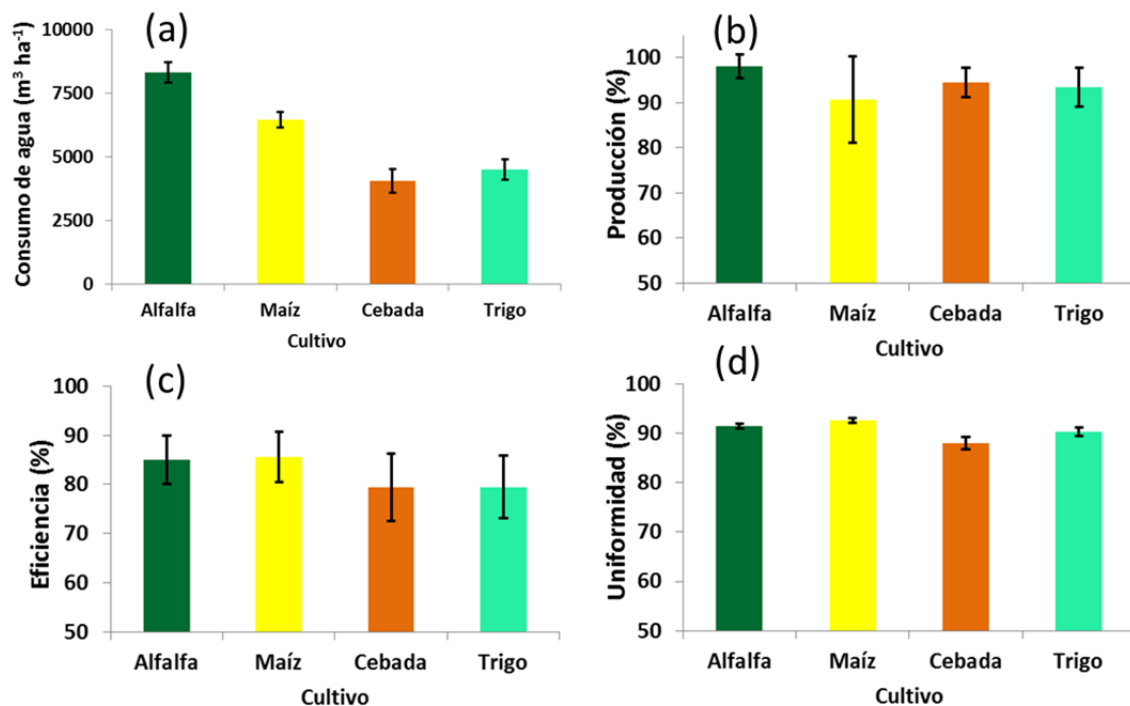 (a)
Consumo de agua (m³ ha⁻¹)
10000
7500
5000
2500
0
Alfalfa Maíz Cebada Trigo
Cultivo
(b)
Producción (%)
100
90
80
70
60
50
Alfalfa Maíz Cebada Trigo
Cultivo
(c)
Eficiencia (%)
100
90
80
70
60
50
Alfalfa Maíz Cebada Trigo
Cultivo
(d)
Uniformidad (%)
100
90
80
70
60
50
Alfalfa Maíz Cebada Trigo
Cultivo